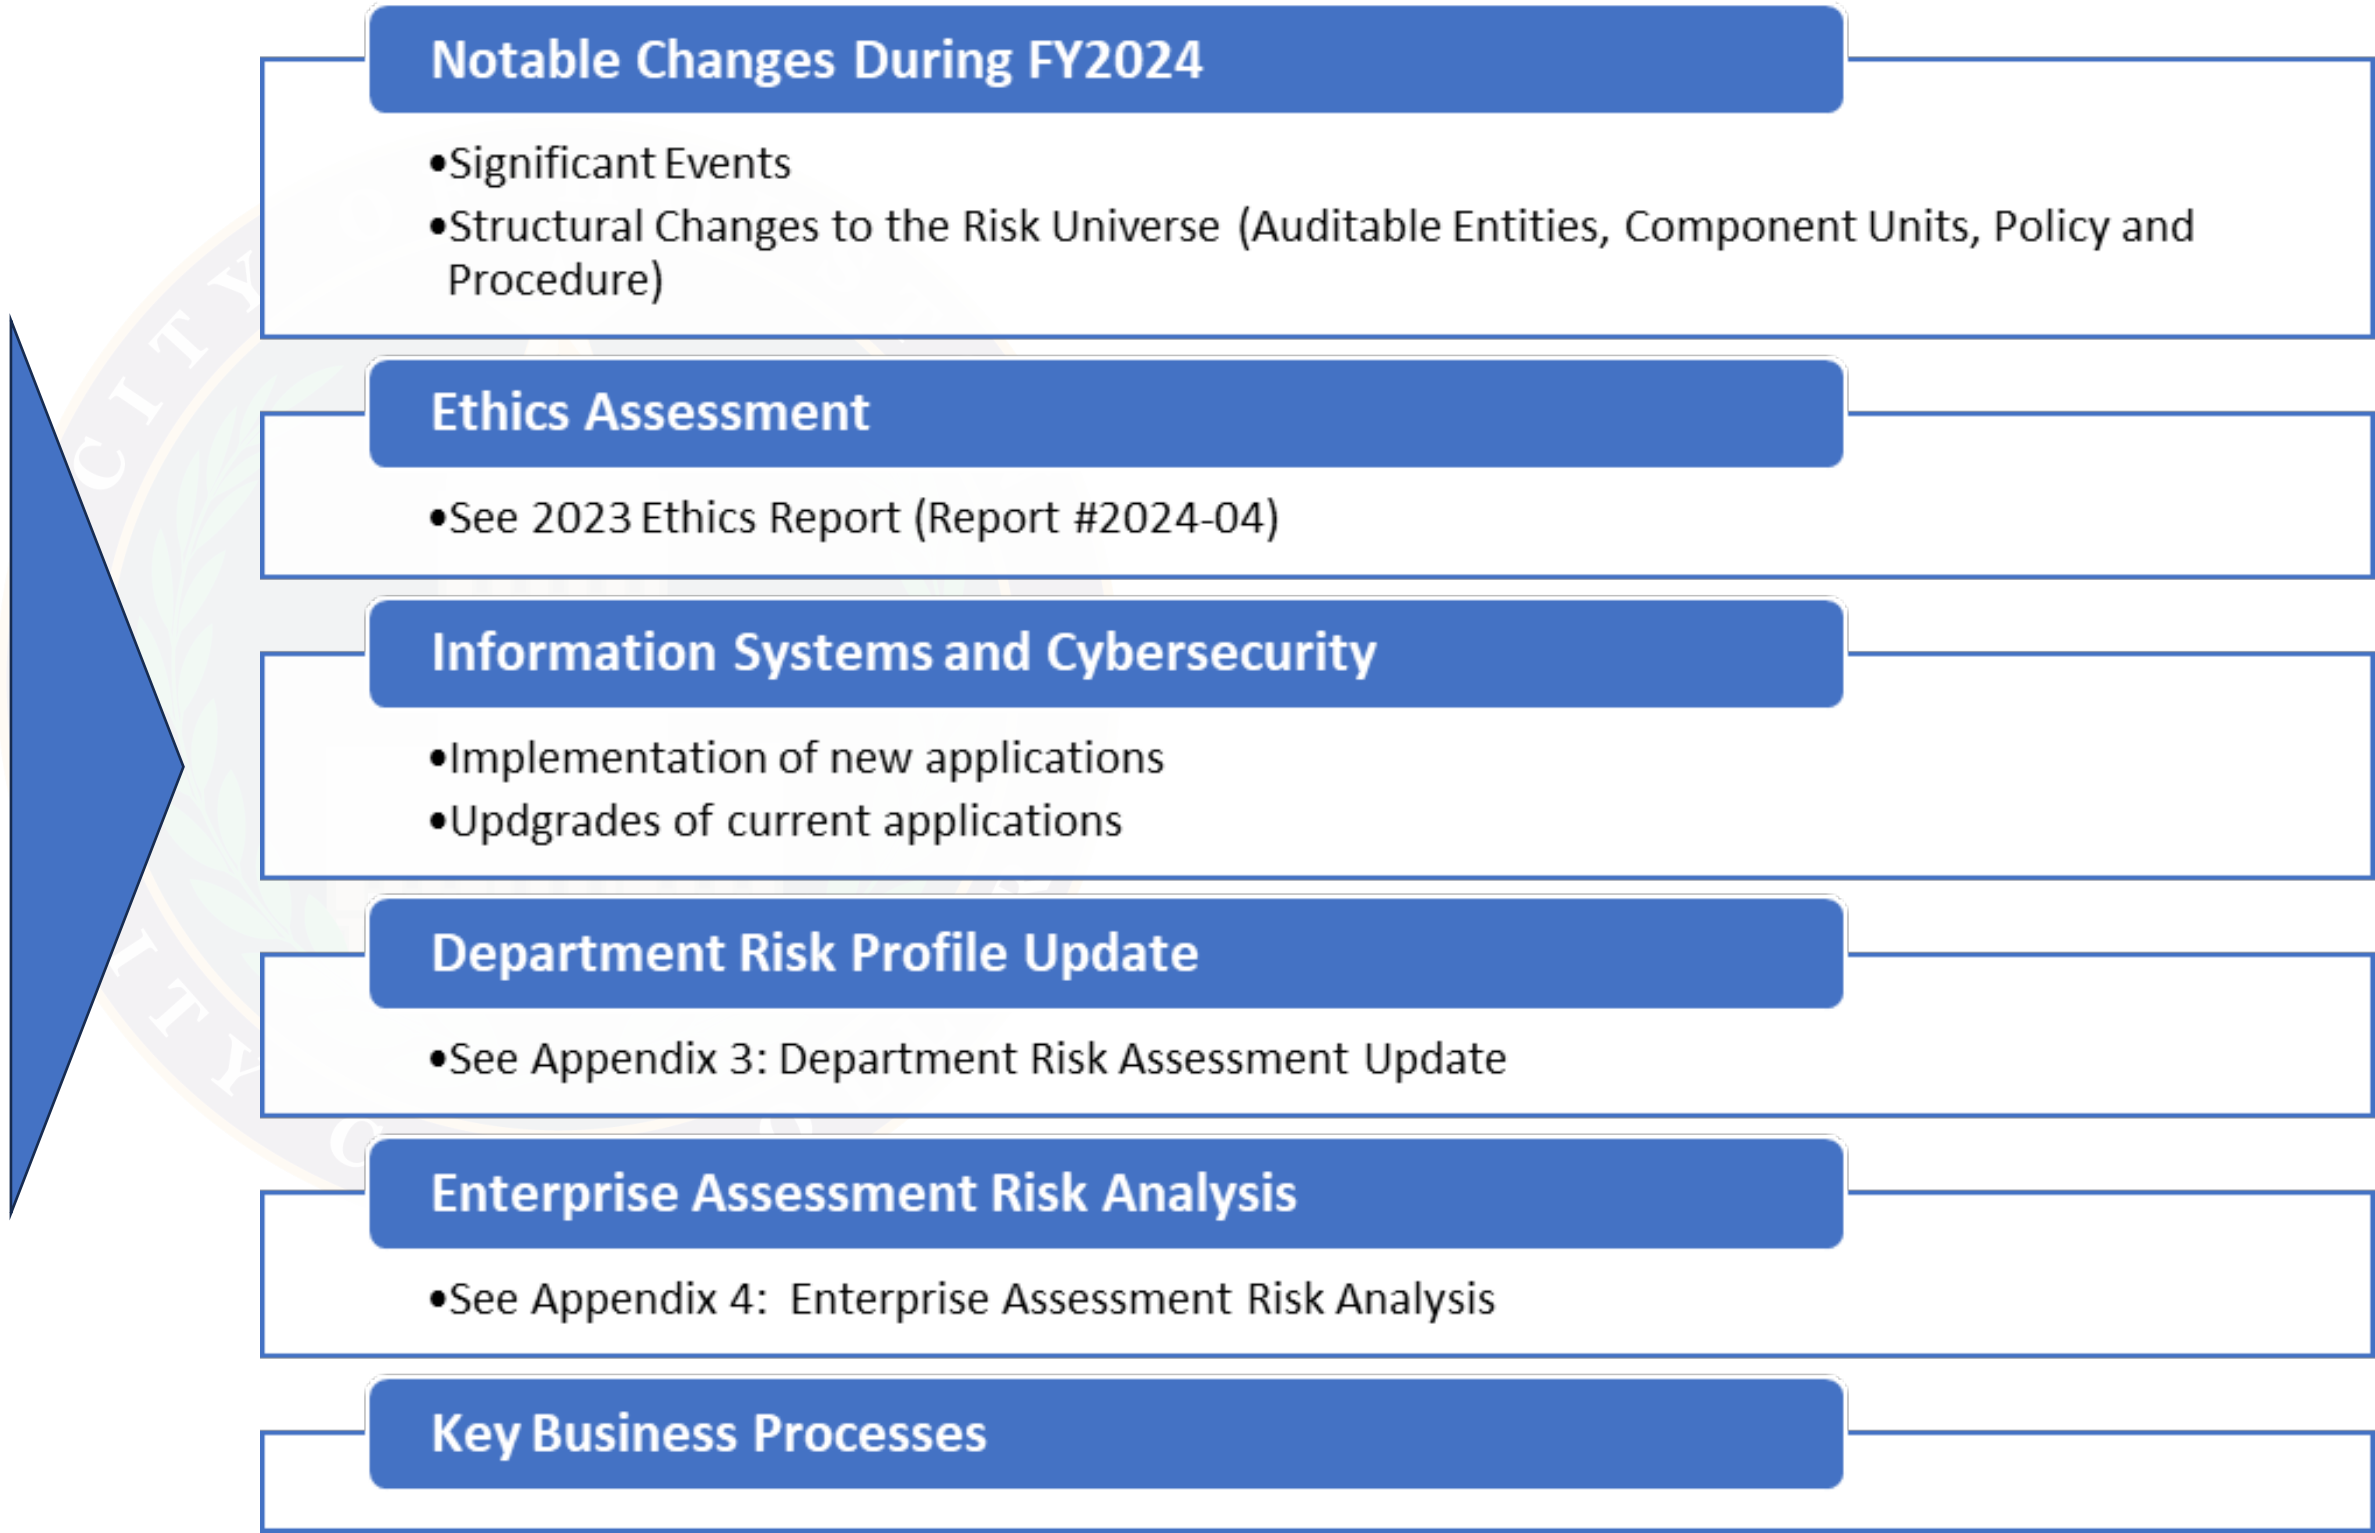 Notable Changes During FY2024
•Significant Events
•Structural Changes to the Risk Universe (Auditable Entities, Component Units, Policy and
Procedure)
Ethics Assessment
•See 2023 Ethics Report (Report #2024-04)
Information Systems and Cybersecurity
•Implementation of new applications
•Updgrades of current applications
Department Risk Profile Update
•See Appendix 3: Department Risk Assessment Update
Enterprise Assessment Risk Analysis
•See Appendix 4:  Enterprise Assessment Risk Analysis
Key Business Processes
CITY